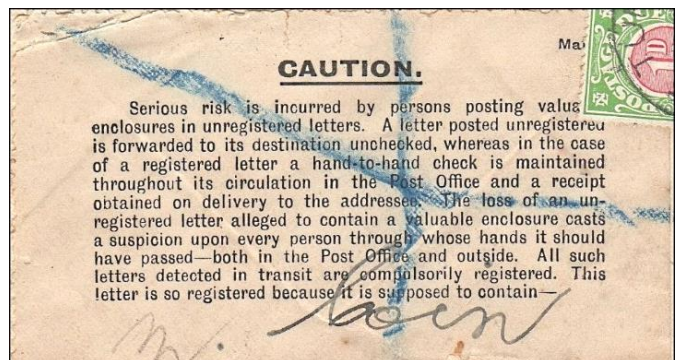 CAUTION.
Serious risk is incurred by persons posting
enclosures in unregistered letters. A letter posted unregistered
is forwarded to its destination unchecked, whereas in the case
of a registered letter a hand-to-hand check is maintained
throughout its circulation in the Post Office and a receipt
obtained on delivery to the addressee. The loss of an un-
registered letter alleged to contain a valuable enclosure casts
a suspicion upon every person through whose hands it should
have passed—both in the Post Office and outside. All such
letters detected in transit are compulsorily registered. This
letter is so registered because it is supposed to contain—
Coin